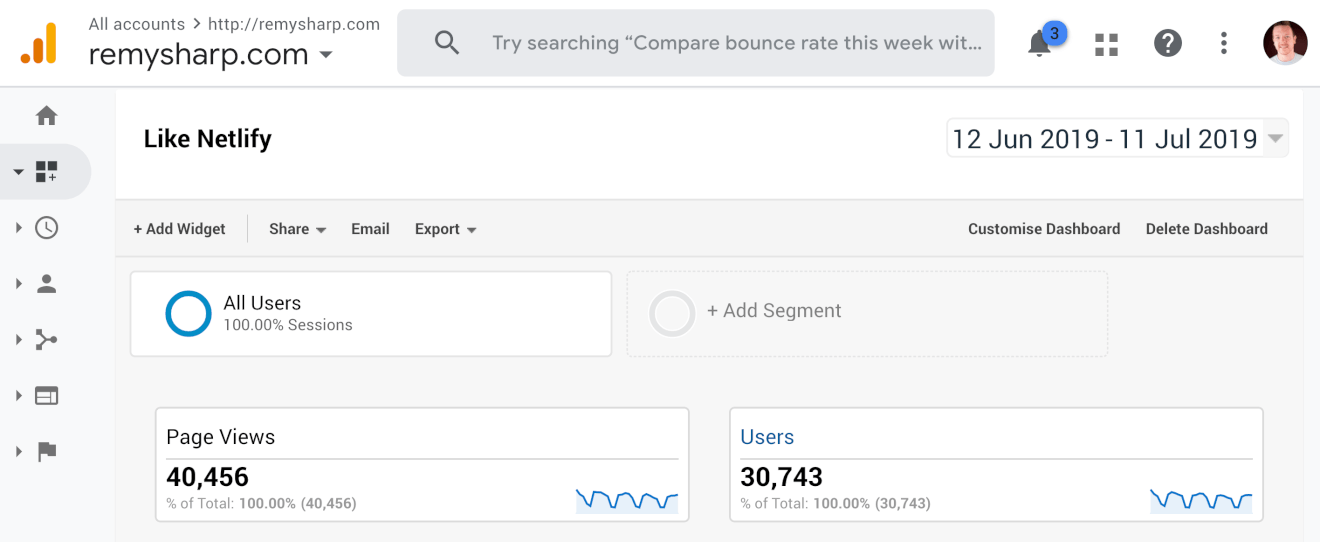 All accounts > http://remysharp.com
remysharp.com
Try searching “Compare bounce rate this week wit...
3
Like Netlify
12 Jun 2019 - 11 Jul 2019
+ Add Widget
Share
Email
Export
Customise Dashboard
Delete Dashboard
All Users
100.00% Sessions
+ Add Segment
Page Views
40,456
% of Total: 100.00% (40,456)
Users
30,743
% of Total: 100.00% (30,743)